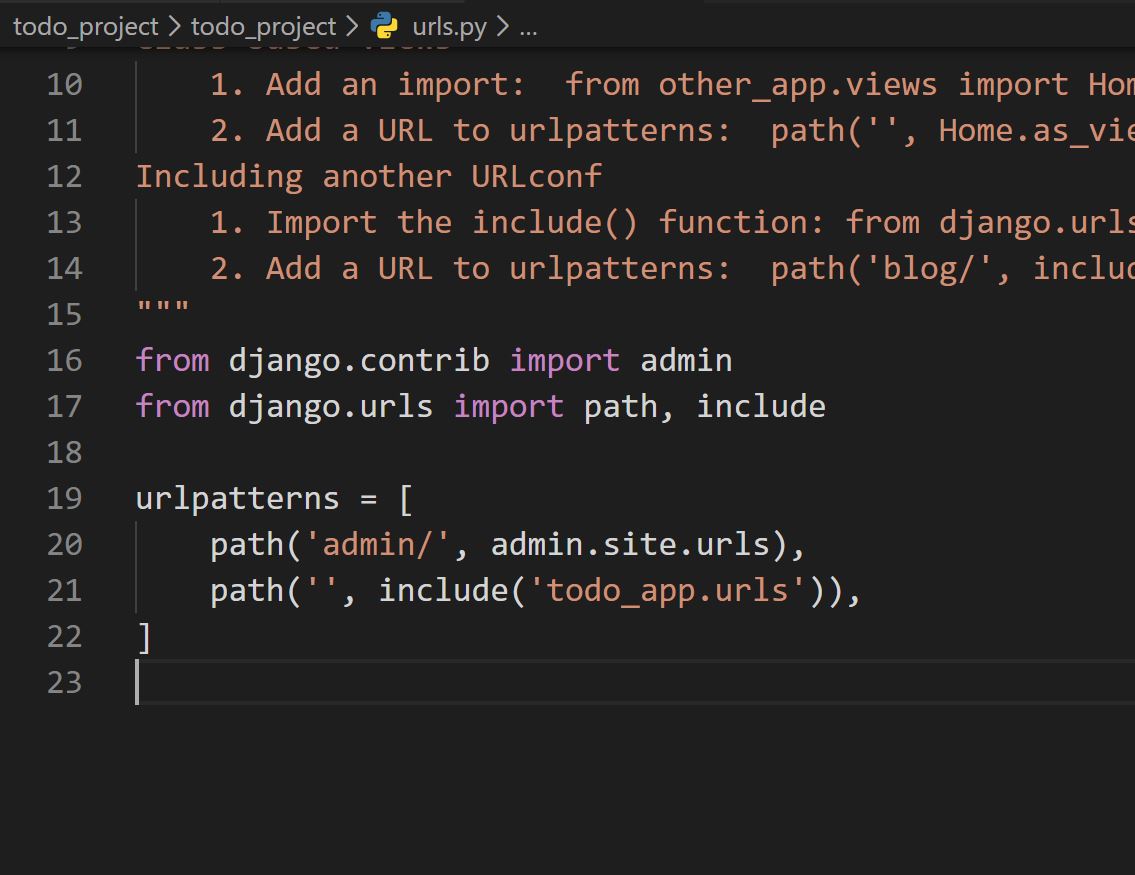 todo_project > todo_project > urls.py > ...
10 1. Add an import:  from other_app.views import Hom
11 2. Add a URL to urlpatterns:  path('', Home.as_vie
12 Including another URLconf
13 1. Import the include() function: from django.urls
14 2. Add a URL to urlpatterns:  path('blog/', includ
15 """
16 from django.contrib import admin
17 from django.urls import path, include
18
19 urlpatterns = [
20 path('admin/', admin.site.urls),
21 path('', include('todo_app.urls')),
22 ]
23